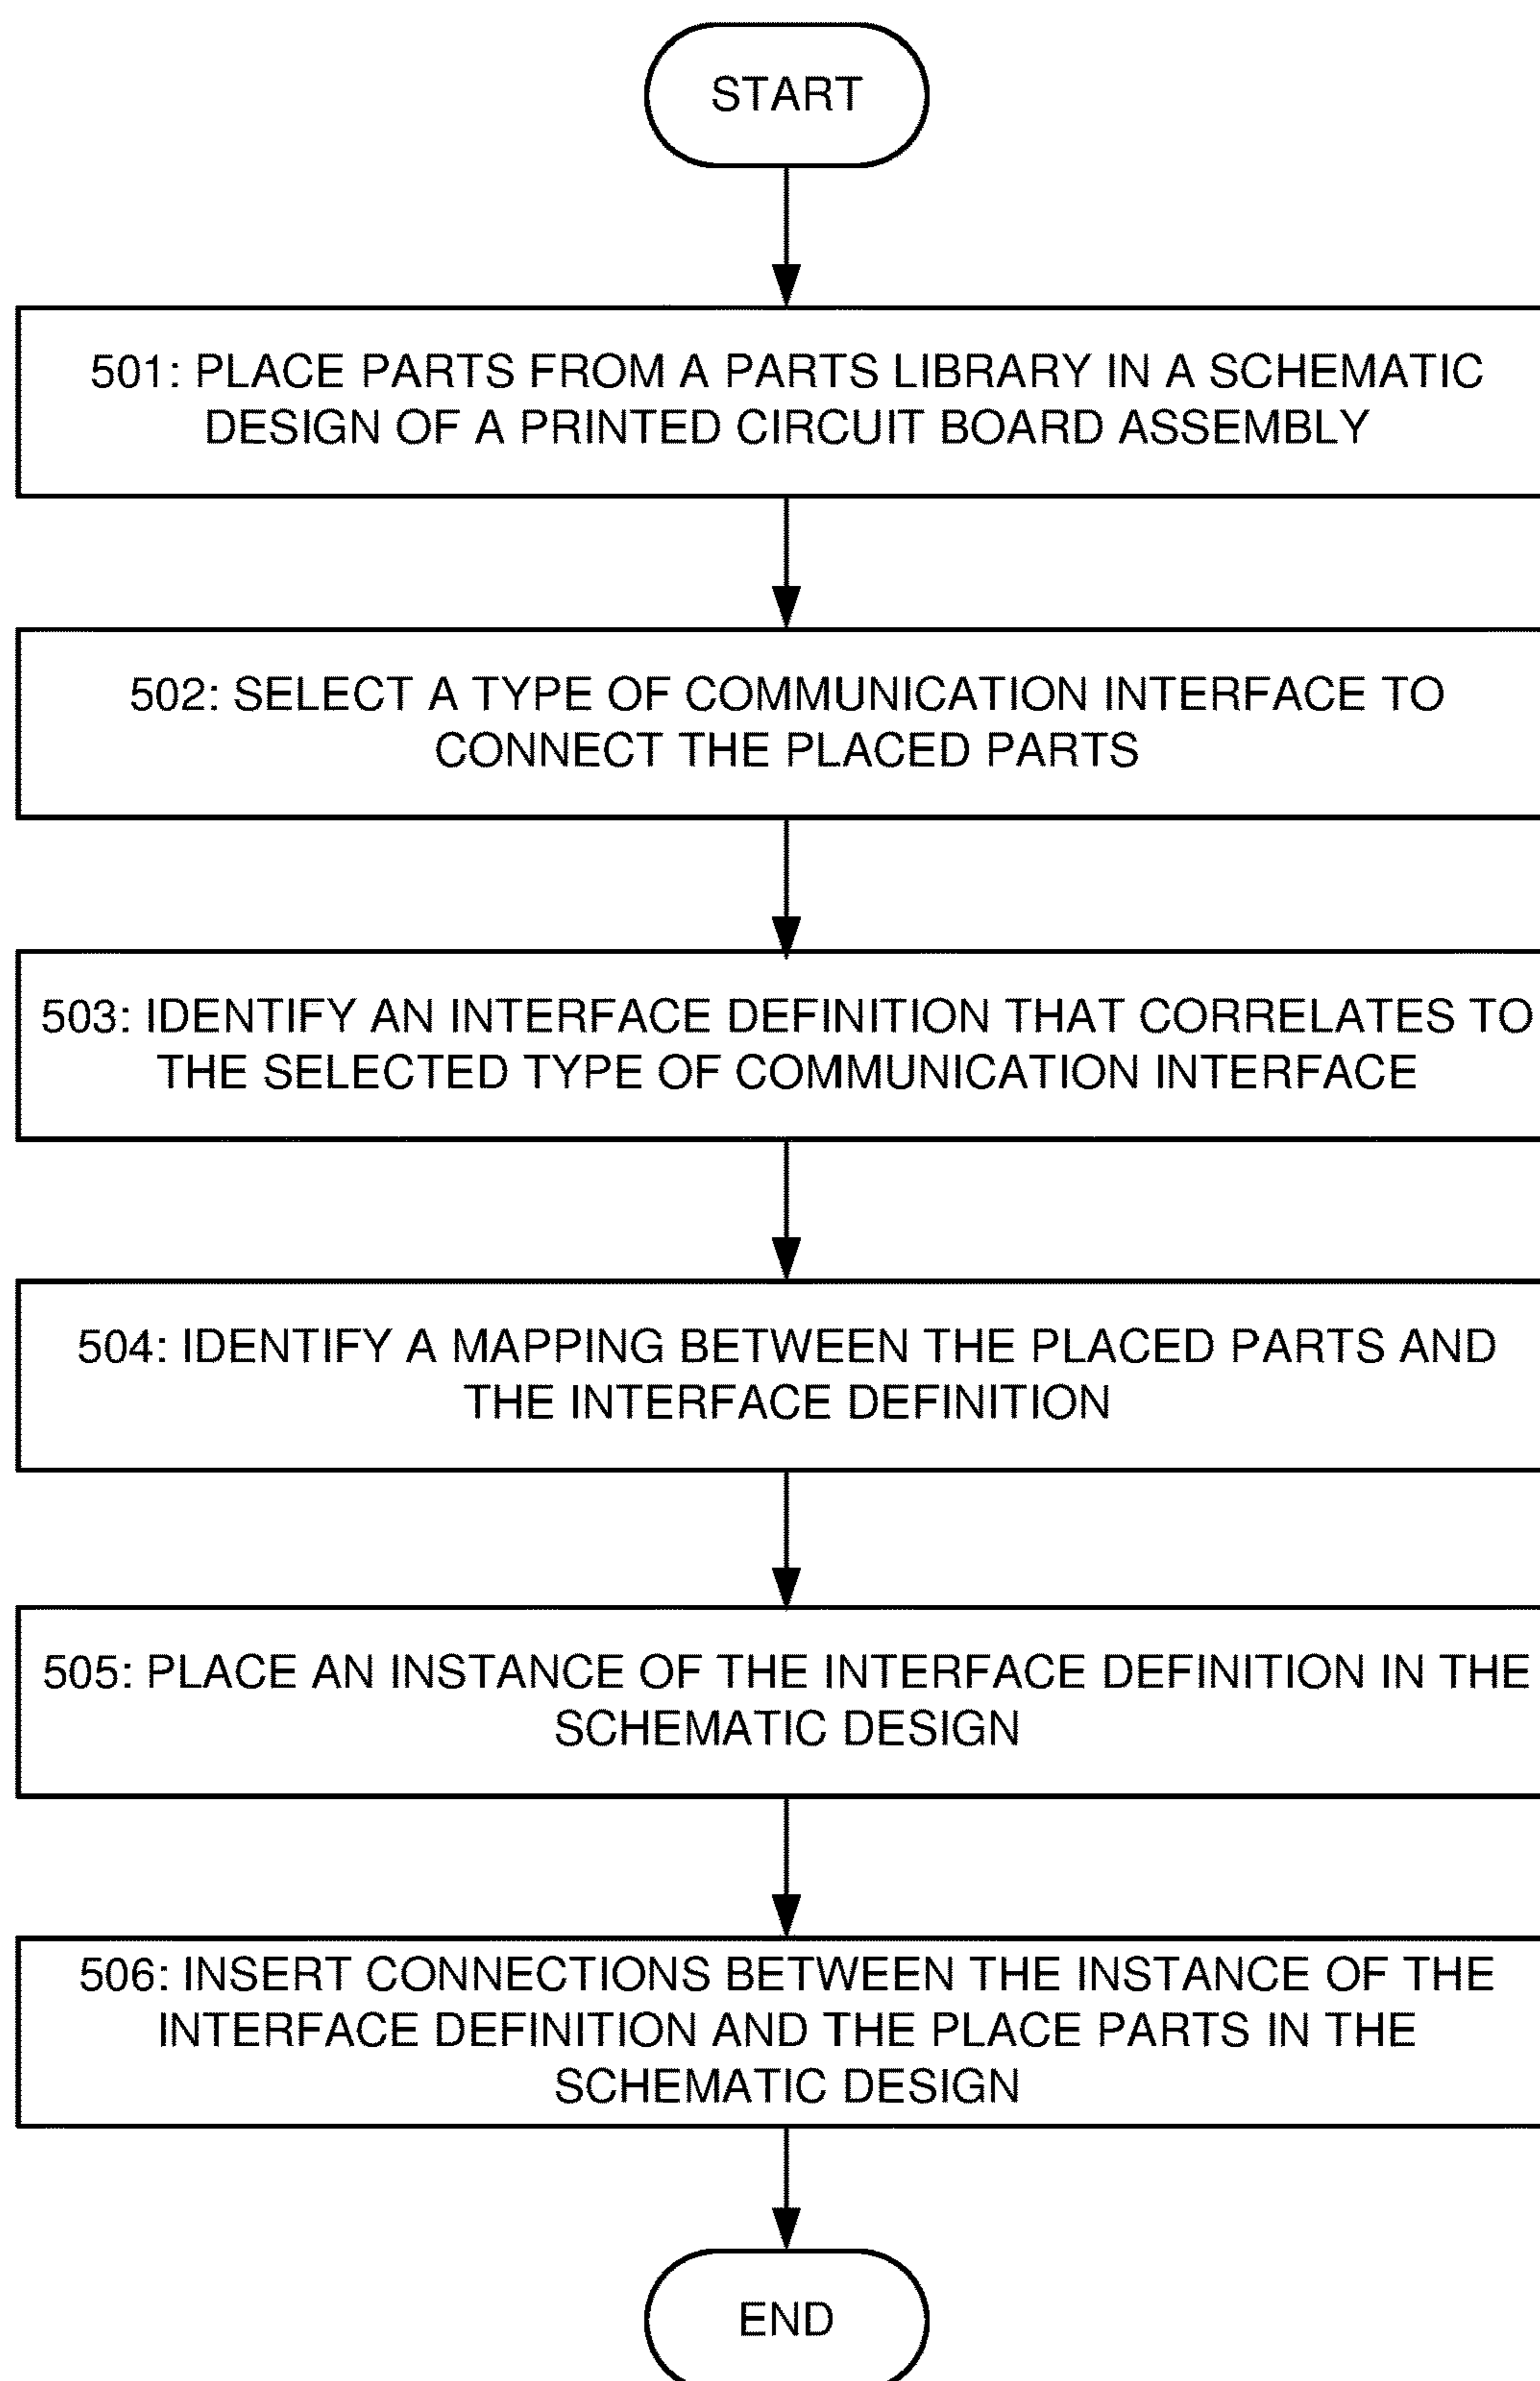 START
501: PLACE PARTS FROM A PARTS LIBRARY IN A SCHEMATIC
DESIGN OF A PRINTED CIRCUIT BOARD ASSEMBLY
502: SELECT A TYPE OF COMMUNICATION INTERFACE TO
CONNECT THE PLACED PARTS
503: IDENTIFY AN INTERFACE DEFINITION THAT CORRELATES TO
THE SELECTED TYPE OF COMMUNICATION INTERFACE
504: IDENTIFY A MAPPING BETWEEN THE PLACED PARTS AND
THE INTERFACE DEFINITION
505: PLACE AN INSTANCE OF THE INTERFACE DEFINITION IN THE
SCHEMATIC DESIGN
506: INSERT CONNECTIONS BETWEEN THE INSTANCE OF THE
INTERFACE DEFINITION AND THE PLACE PARTS IN THE
SCHEMATIC DESIGN
END